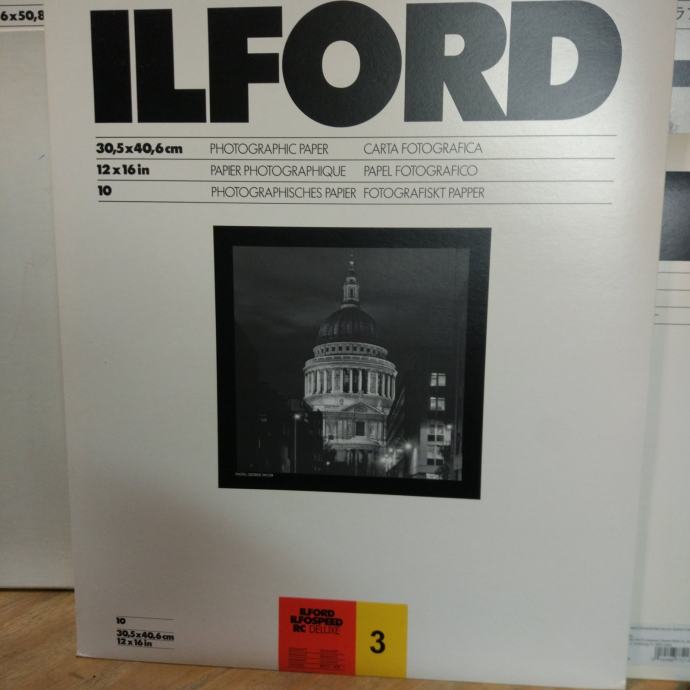 6x50,8
ILFORD
30,5x40,6cm PHOTOGRAPHIC PAPER CARTA FOTOGRAFICA
12x16in PAPIER PHOTOGRAPHIQUE PAPEL FOTOGRAFICO
10 PHOTOGRAPHISCHES PAPIER FOTOGRAFISKT PAPPER
10
30,5x40,6cm
12x16in
ILFORD
ILFOSPEED
RC DELUXE
3